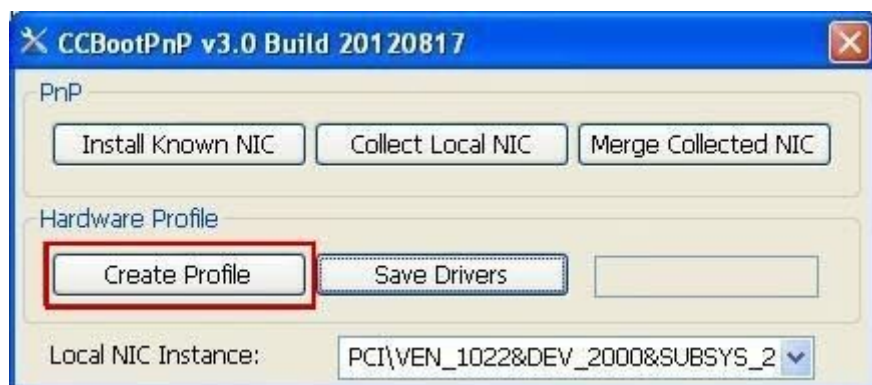 CCBootPnP v3.0 Build 20120817
PnP
Install Known NIC Collect Local NIC Merge Collected NIC
Hardware Profile
Create Profile Save Drivers
Local NIC Instance: PCI\VEN_1022&DEV_2000&SUBSYS_2